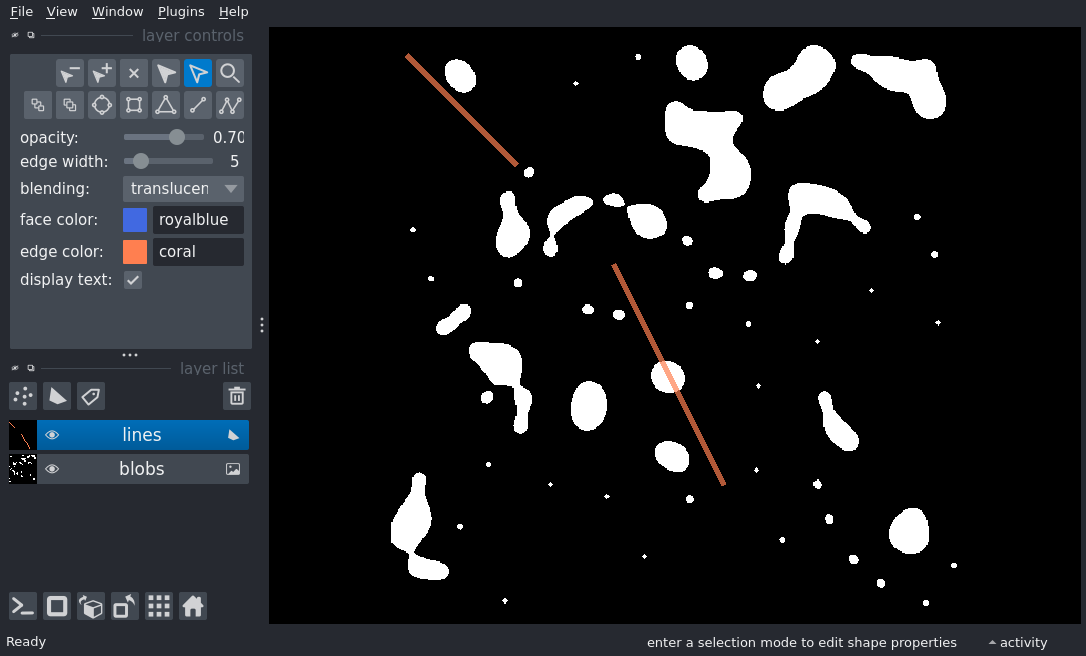 File View Window Plugins Help
layer controls
opacity: 0.70
edge width: 5
blending: translucen
face color: royalblue
edge color: coral
display text:
layer list
lines
blobs
Ready enter a selection mode to edit shape properties activity